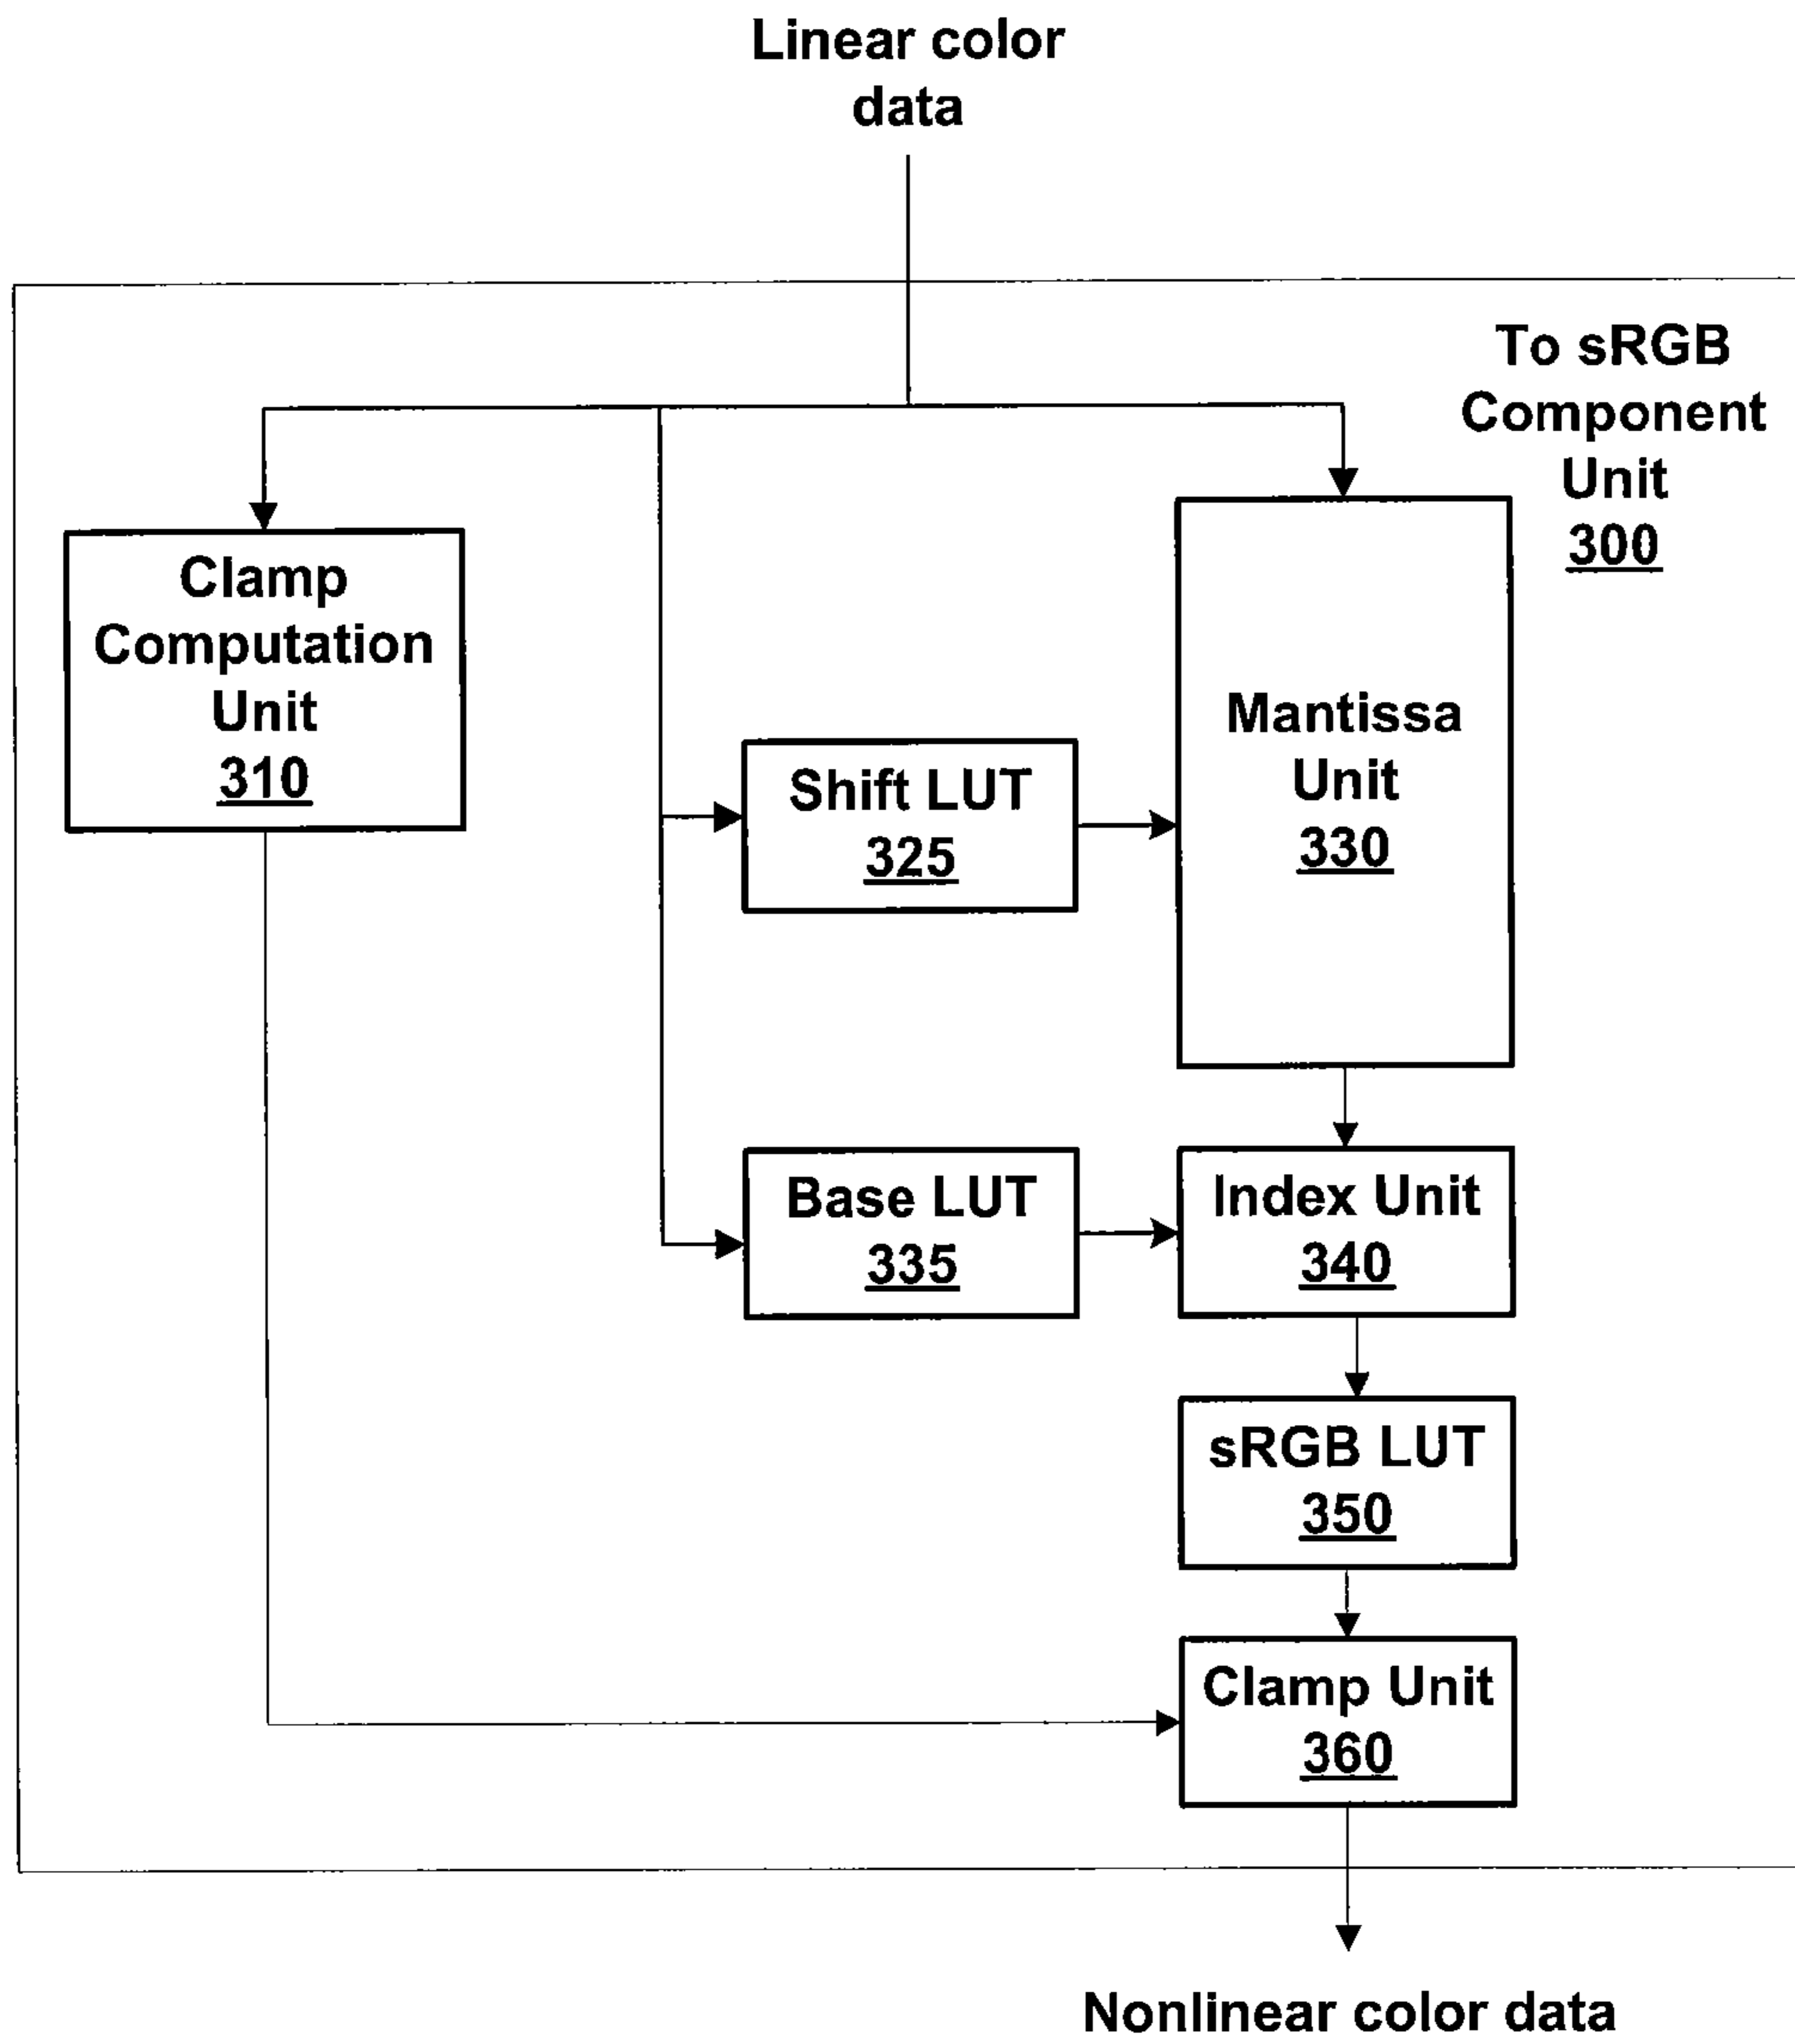 Linear color
data
To sRGB
Component
Unit
300
Clamp
Computation
Unit
310
Shift LUT
325
Mantissa
Unit
330
Base LUT
335
Index Unit
340
sRGB LUT
350
Clamp Unit
360
Nonlinear color data